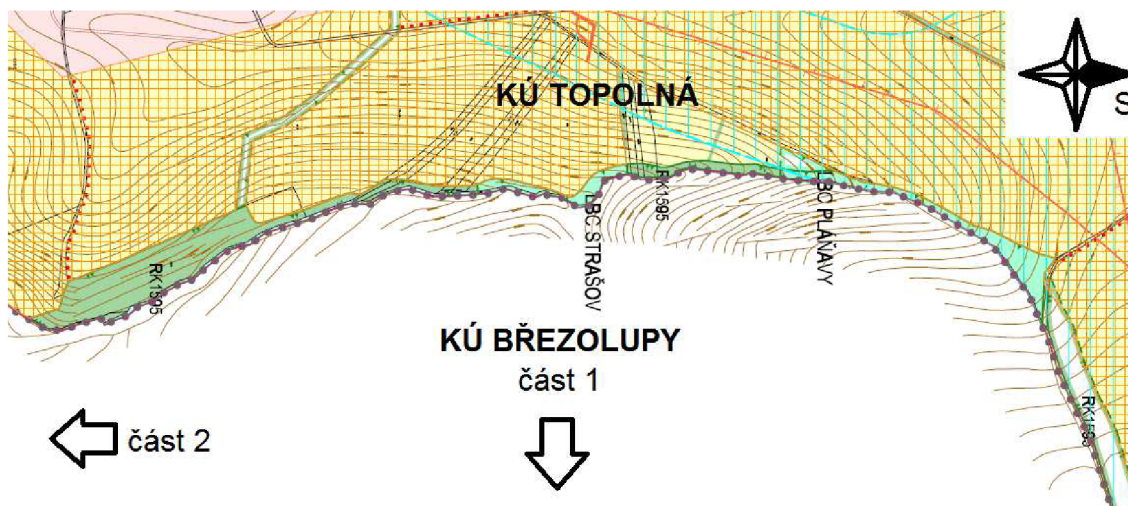 S
KÚ TOPOLNÁ
RK1595
LBC STRAŠOV
LBC PLÁŇAVY
RK1595
KÚ BŘEZOLUPY
část 1
část 2